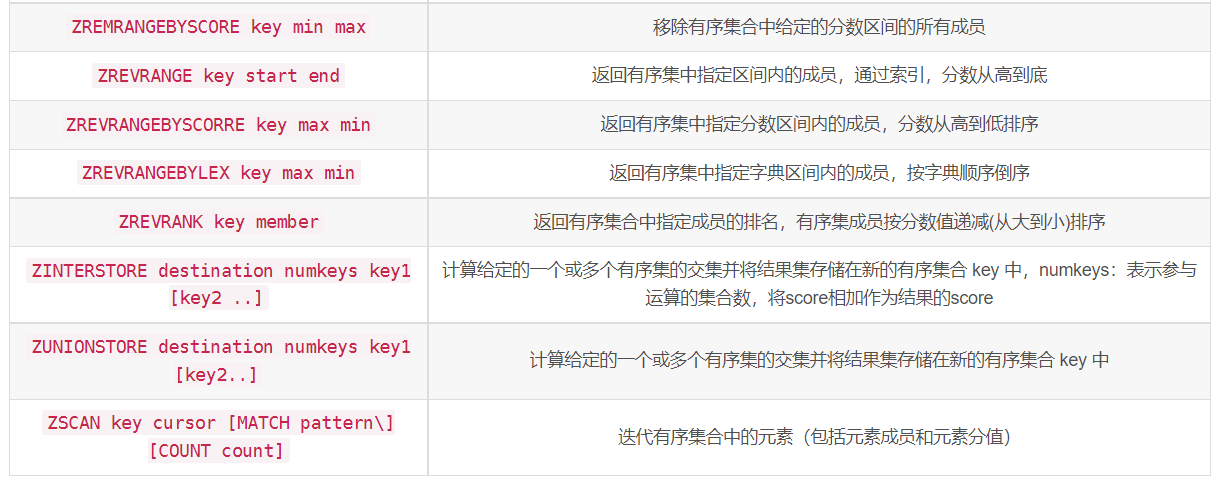 ZREMRANGEBYSCORE key min max
移除有序集合中给定的分数区间的所有成员
ZREVRANGE key start end
返回有序集中指定区间内的成员，通过索引，分数从高到底
ZREVRANGEBYSCORRE key max min
返回有序集中指定分数区间内的成员，分数从高到低排序
ZREVRANGEBYLEX key max min
返回有序集中指定字典区间内的成员，按字典顺序倒序
ZREVRANK key member
返回有序集合中指定成员的排名，有序集成员按分数值递减(从大到小)排序
ZINTERSTORE destination numkeys key1
[key2 ..]
计算给定的一个或多个有序集的交集并将结果集存储在新的有序集合 key 中，numkeys：表示参与
运算的集合数，将score相加作为结果的score
ZUNIONSTORE destination numkeys key1
[key2..]
计算给定的一个或多个有序集的交集并将结果集存储在新的有序集合 key 中
ZSCAN key cursor [MATCH pattern\]
[COUNT count]
迭代有序集合中的元素（包括元素成员和元素分值）